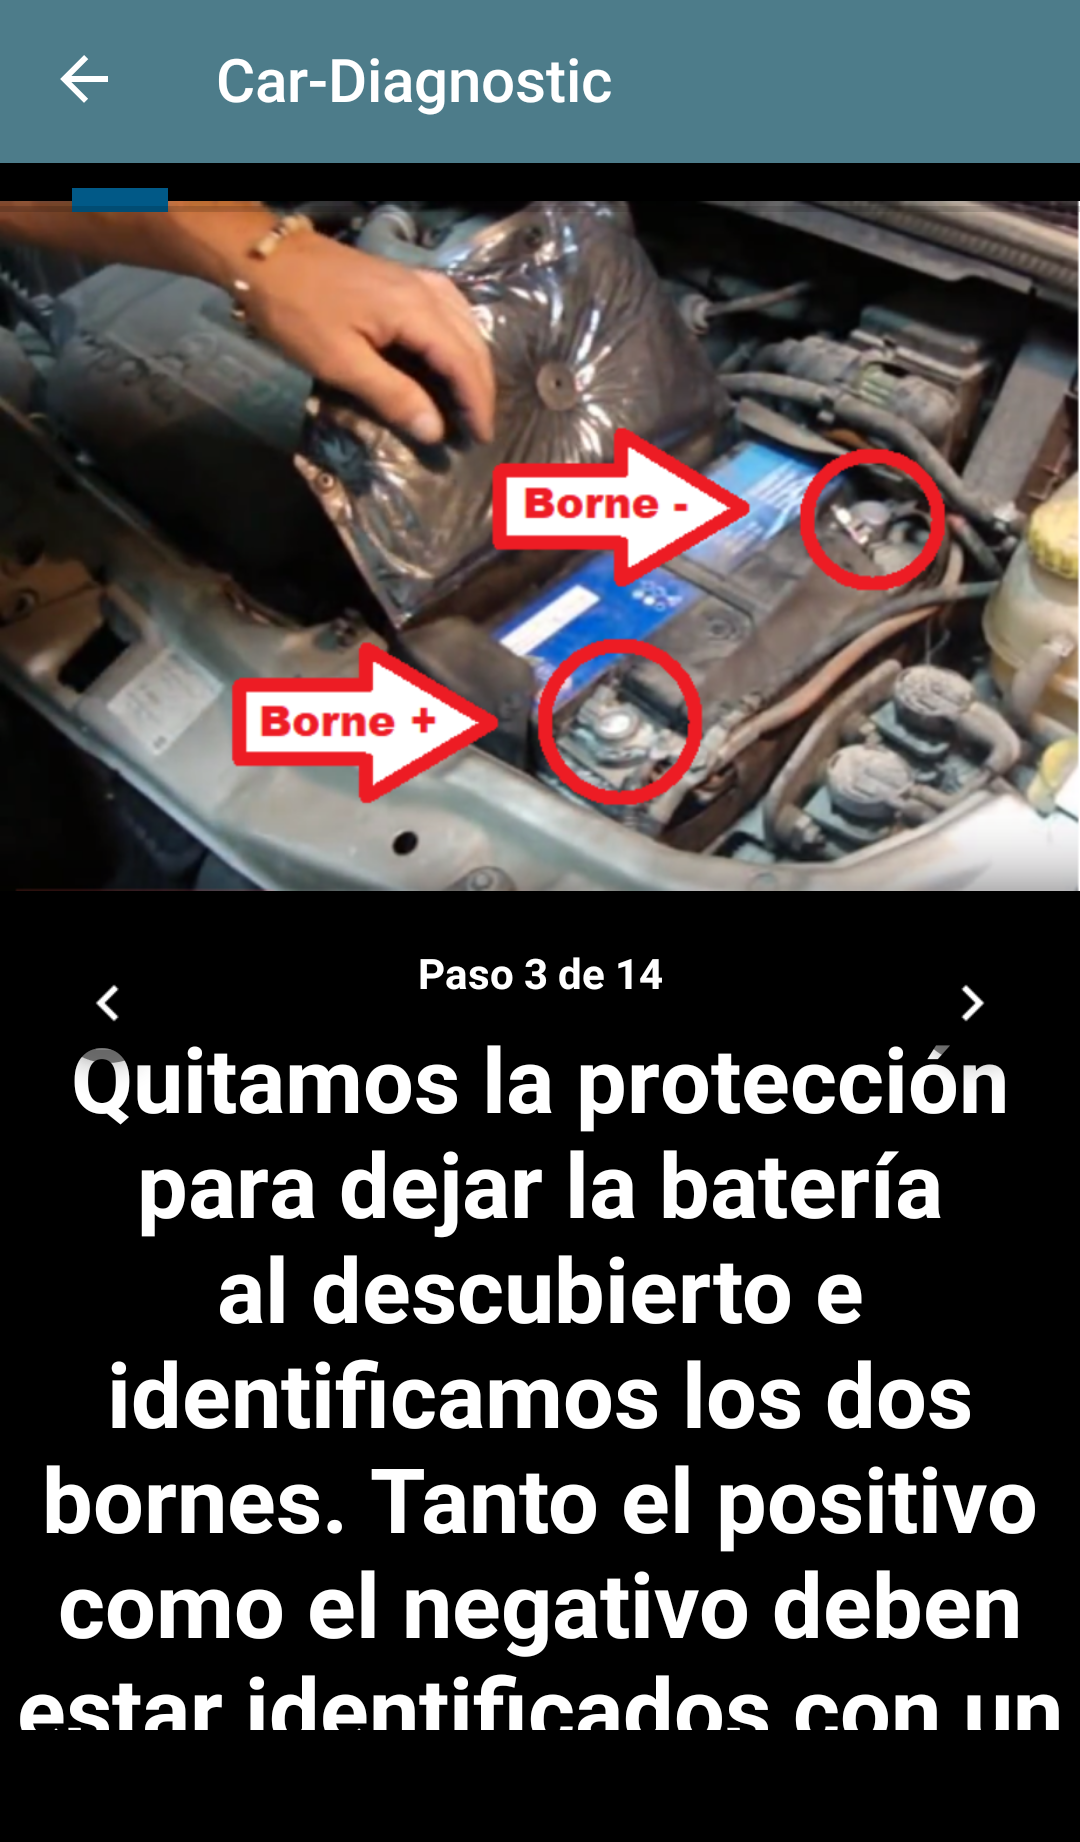 Car-Diagnostic
Borne -
Borne +
Paso 3 de 14
Quitamos la protección
para dejar la batería
al descubierto e
identificamos los dos
bornes. Tanto el positivo
como el negativo deben
estar identificados con un